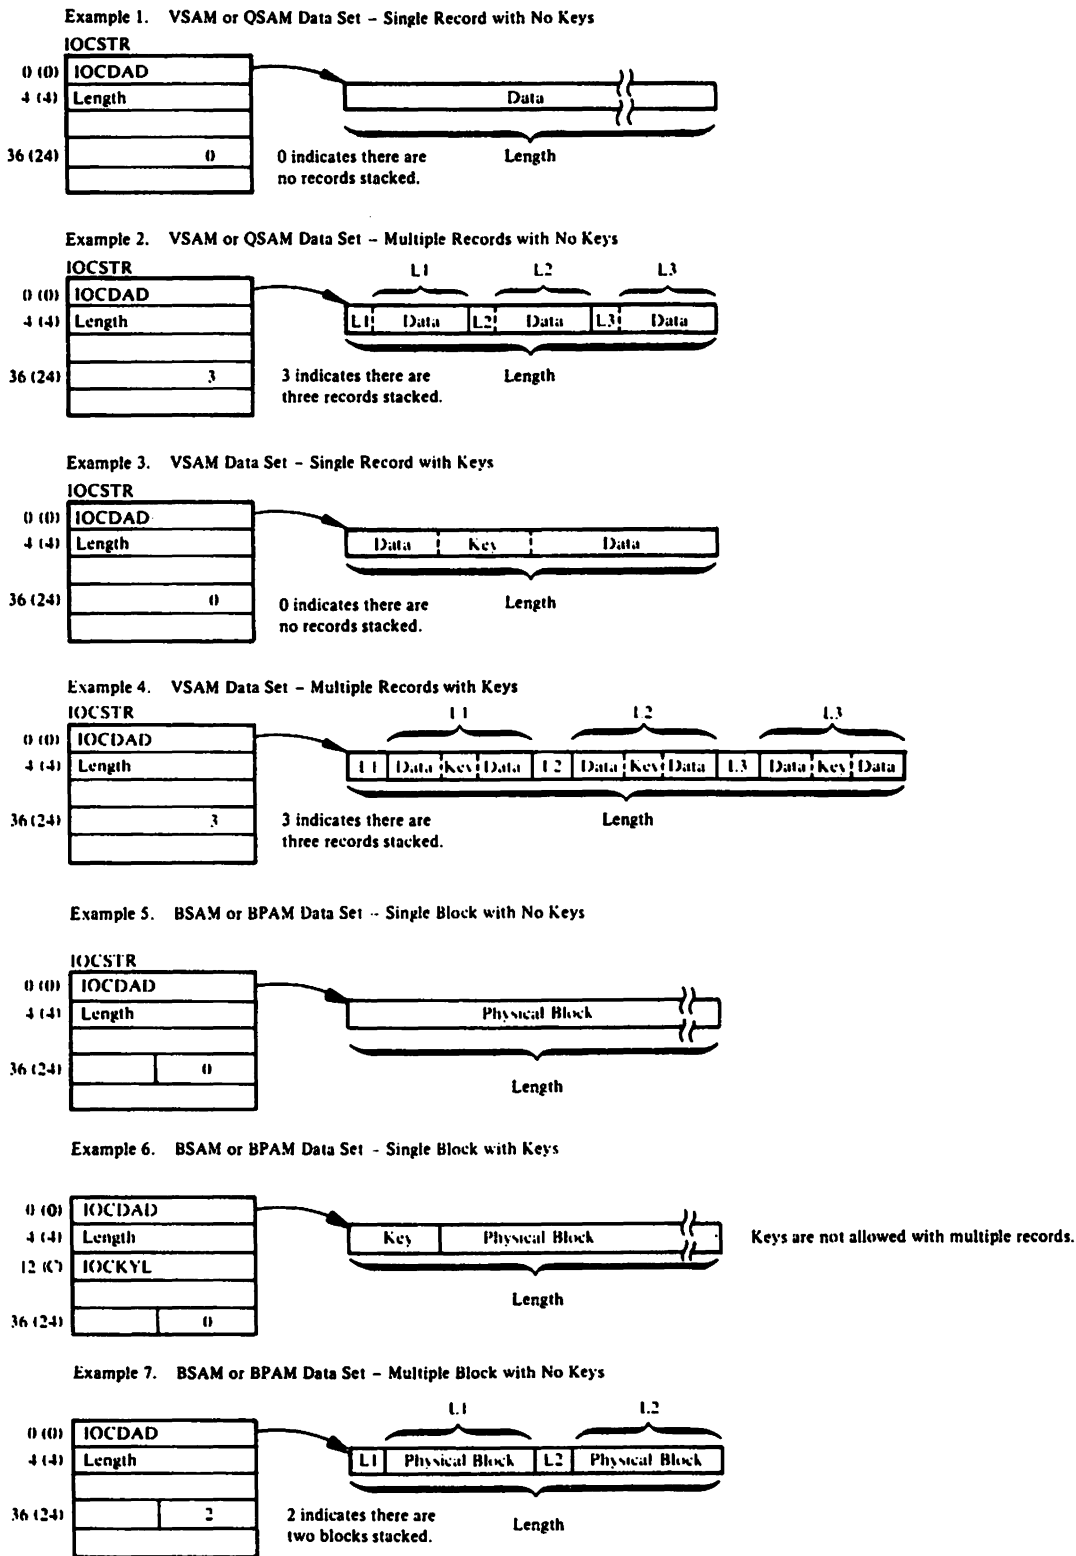 Example 1. VSAM or QSAM Data Set – Single Record with No Keys
IOCSTR
0 (0) IOCDAD
4 (4) Length
Data
36 (24) 0
0 indicates there are
no records stacked.
Length
Example 2. VSAM or QSAM Data Set – Multiple Records with No Keys
IOCSTR
L1 L2 L3
0 (0) IOCDAD
4 (4) Length
L1 Data L2 Data L3 Data
36 (24) 3
3 indicates there are
three records stacked.
Length
Example 3. VSAM Data Set – Single Record with Keys
IOCSTR
0 (0) IOCDAD
4 (4) Length
Data Key Data
36 (24) 0
0 indicates there are
no records stacked.
Length
Example 4. VSAM Data Set – Multiple Records with Keys
IOCSTR
L1 L2 L3
0 (0) IOCDAD
4 (4) Length
L1 Data Key Data L2 Data Key Data L3 Data Key Data
36 (24) 3
3 indicates there are
three records stacked.
Length
Example 5. BSAM or BPAM Data Set – Single Block with No Keys
IOCSTR
0 (0) IOCDAD
4 (4) Length
Physical Block
36 (24) 0
Length
Example 6. BSAM or BPAM Data Set – Single Block with Keys
0 (0) IOCDAD
4 (4) Length
Key Physical Block
Keys are not allowed with multiple records.
12 (C) IOCKYL
Length
36 (24) 0
Example 7. BSAM or BPAM Data Set – Multiple Block with No Keys
L1 L2
0 (0) IOCDAD
4 (4) Length
L1 Physical Block L2 Physical Block
36 (24) 2
2 indicates there are
two blocks stacked.
Length